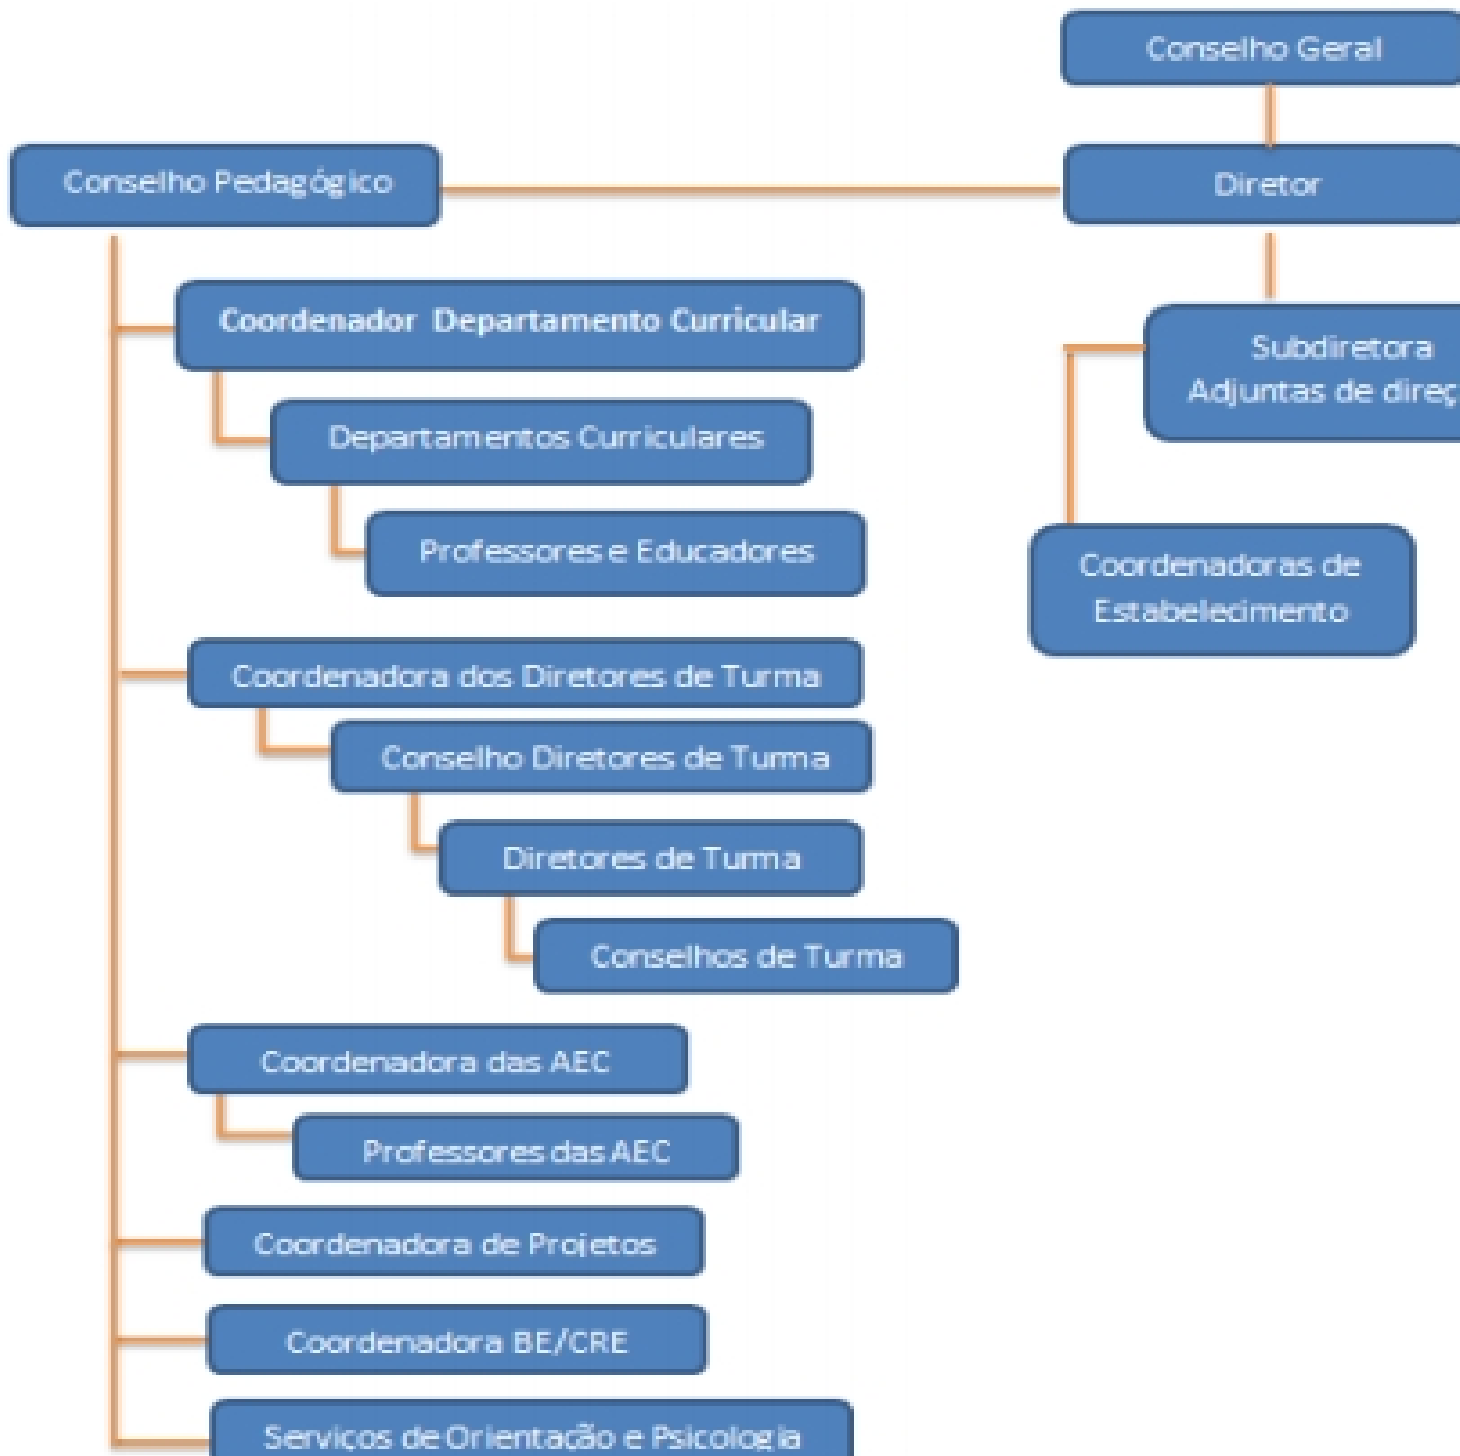 Conselho Geral
Conselho Pedagógico
Diretor
Coordenador Departamento Curricular
Subdiretora
Adjuntas de
Departamentos Curriculares
Professores e Educadores
Coordenadoras de
Estabelecimento
Coordenadora dos Diretores de Turma
Conselho Diretores de Turma
Diretores de Turma
Conselhos de Turma
Coordenadora das AEC
Professores das AEC
Coordenadora de Projetos
Coordenadora BE/CRE
Serviços de Orientação e Psicologia